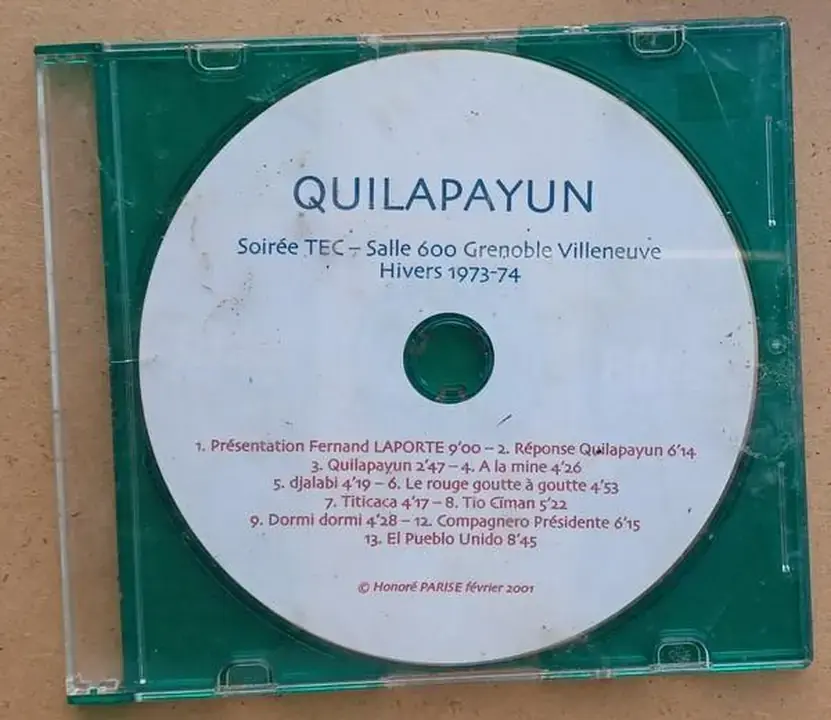 QUILAPAYUN
Soirée TEC – Salle 600 Grenoble Villeneuve
Hivers 1973-74
1. Présentation Fernand LAPORTE 9'00 – 2. Réponse Quilapayun 6'14
3. Quilapayun 2'47 – 4. A la mine 4'26
5. djalabi 4'19 – 6. Le rouge goutte à goutte 4'53
7. Titicaca 4'17 – 8. Tio Ciman 5'22
9. Dormi dormi 4'28 – 12. Compagnero Présidente 6'15
13. El Pueblo Unido 8'45
© Honoré PARISE février 2001